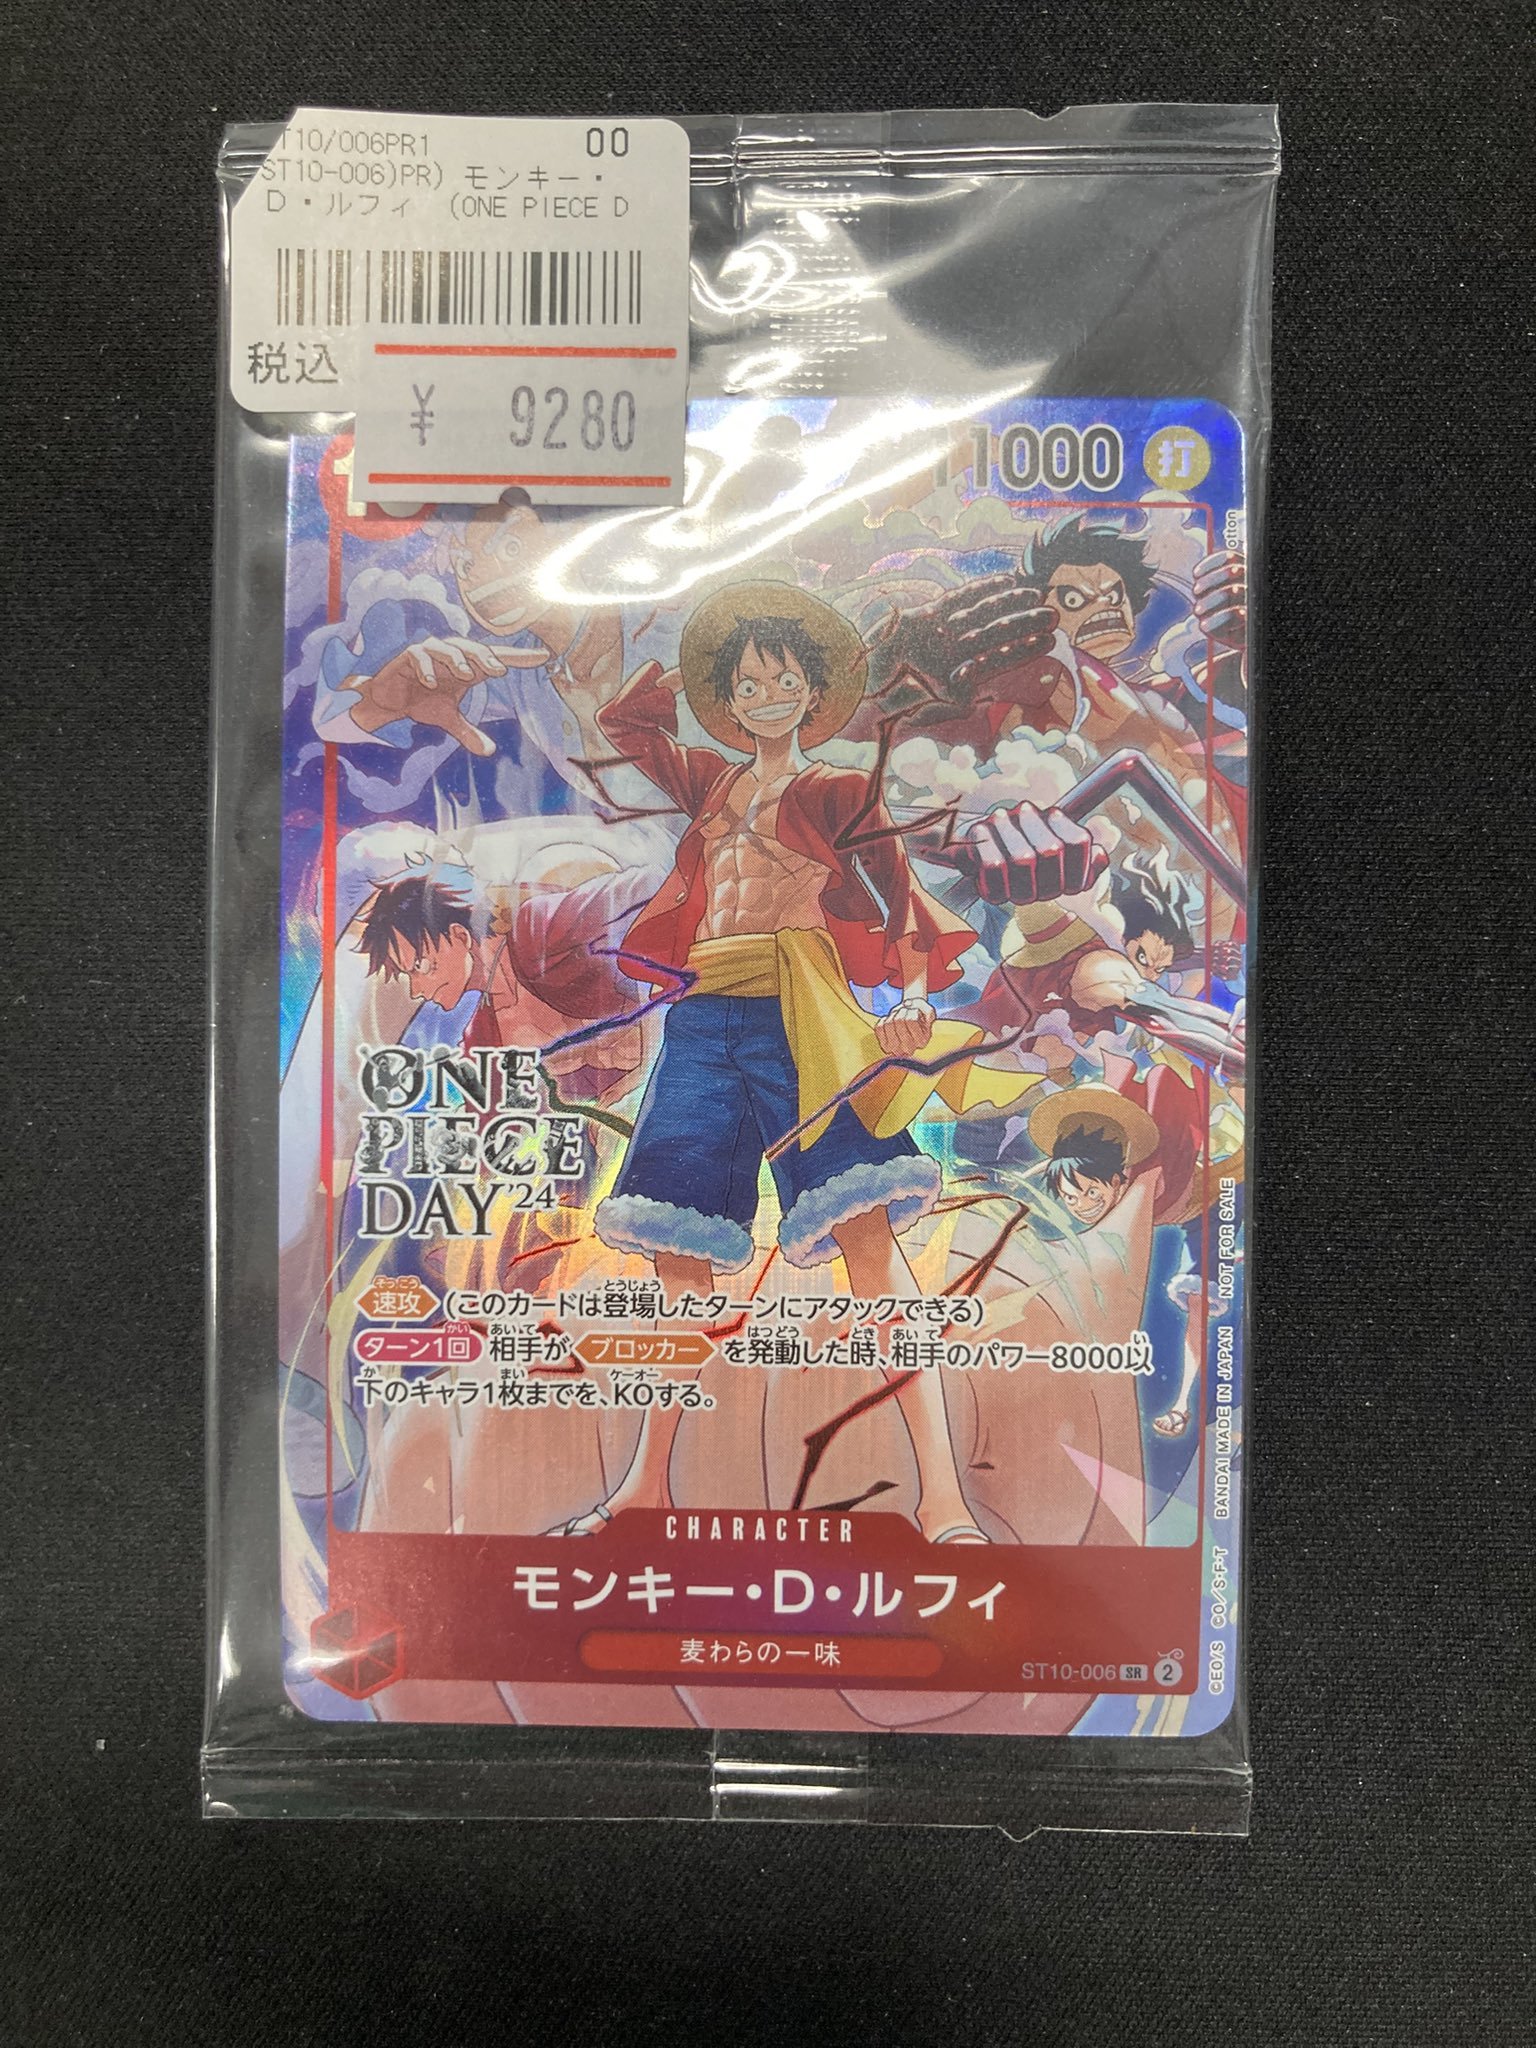 T10/006PR1 00
ST10-006)PR) モンキー・
D・ルフィ (ONE PIECE D
税込
¥ 9280
11000 打
otton
ONE
PIECE
DAY'24
速攻 (このカードは登場したターンにアタックできる)
ターン1回 相手が ブロッカー を発動した時、相手のパワー8000以
下のキャラ1枚までを、KOする。
CHARACTER
モンキー・D・ルフィ
麦わらの一味
ST10-006 SR 2
©EO/S ©O/S・F・T BANDAI MADE IN JAPAN NOT FOR SALE